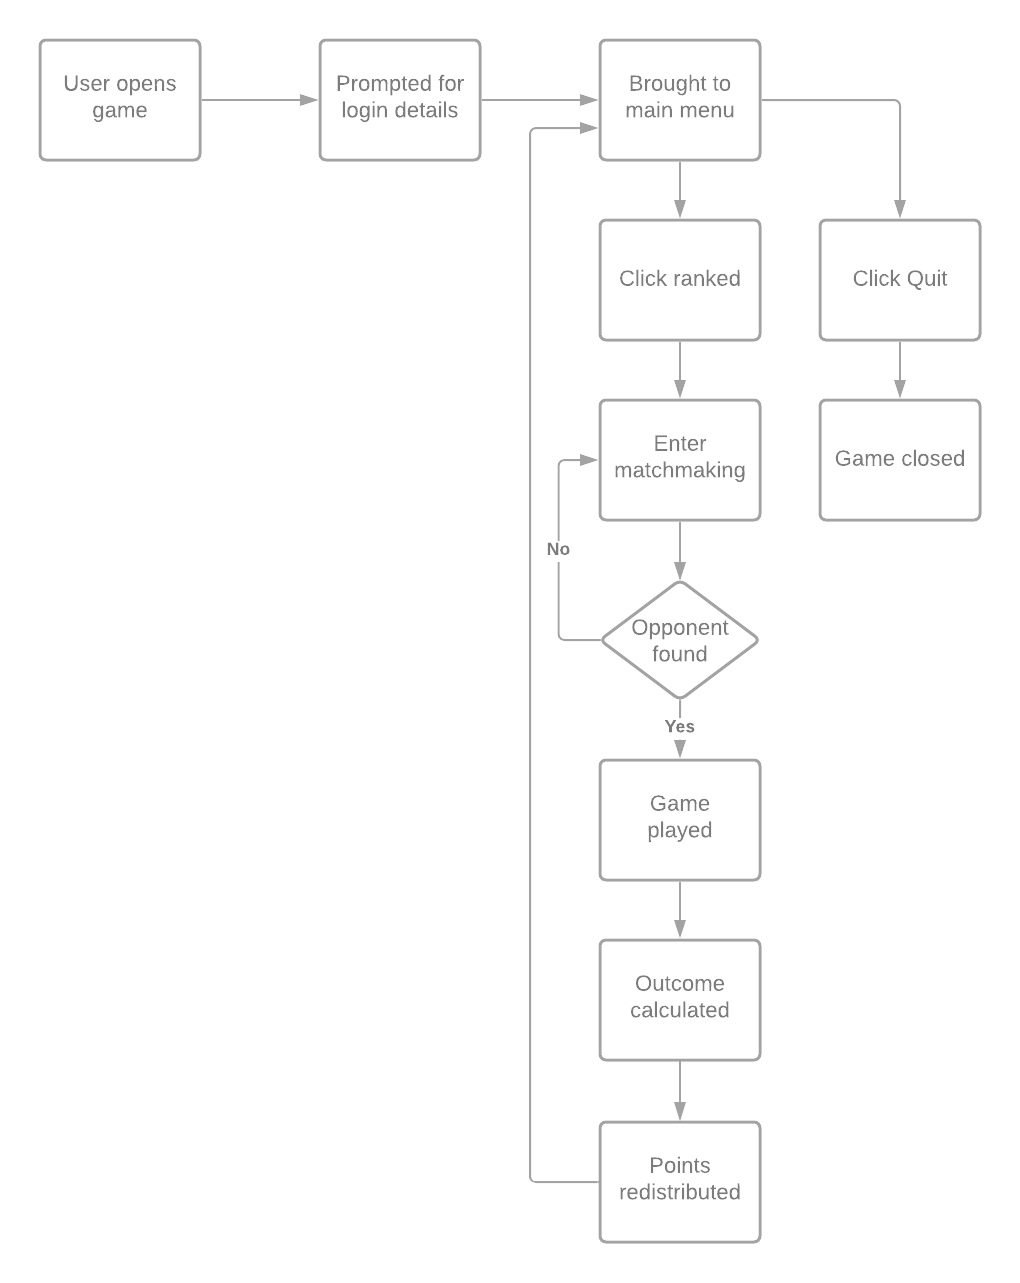 User opens
game
Prompted for
login details
Brought to
main menu
Click ranked
Click Quit
Enter
matchmaking
Game closed
No
Opponent
found
Yes
Game
played
Outcome
calculated
Points
redistributed